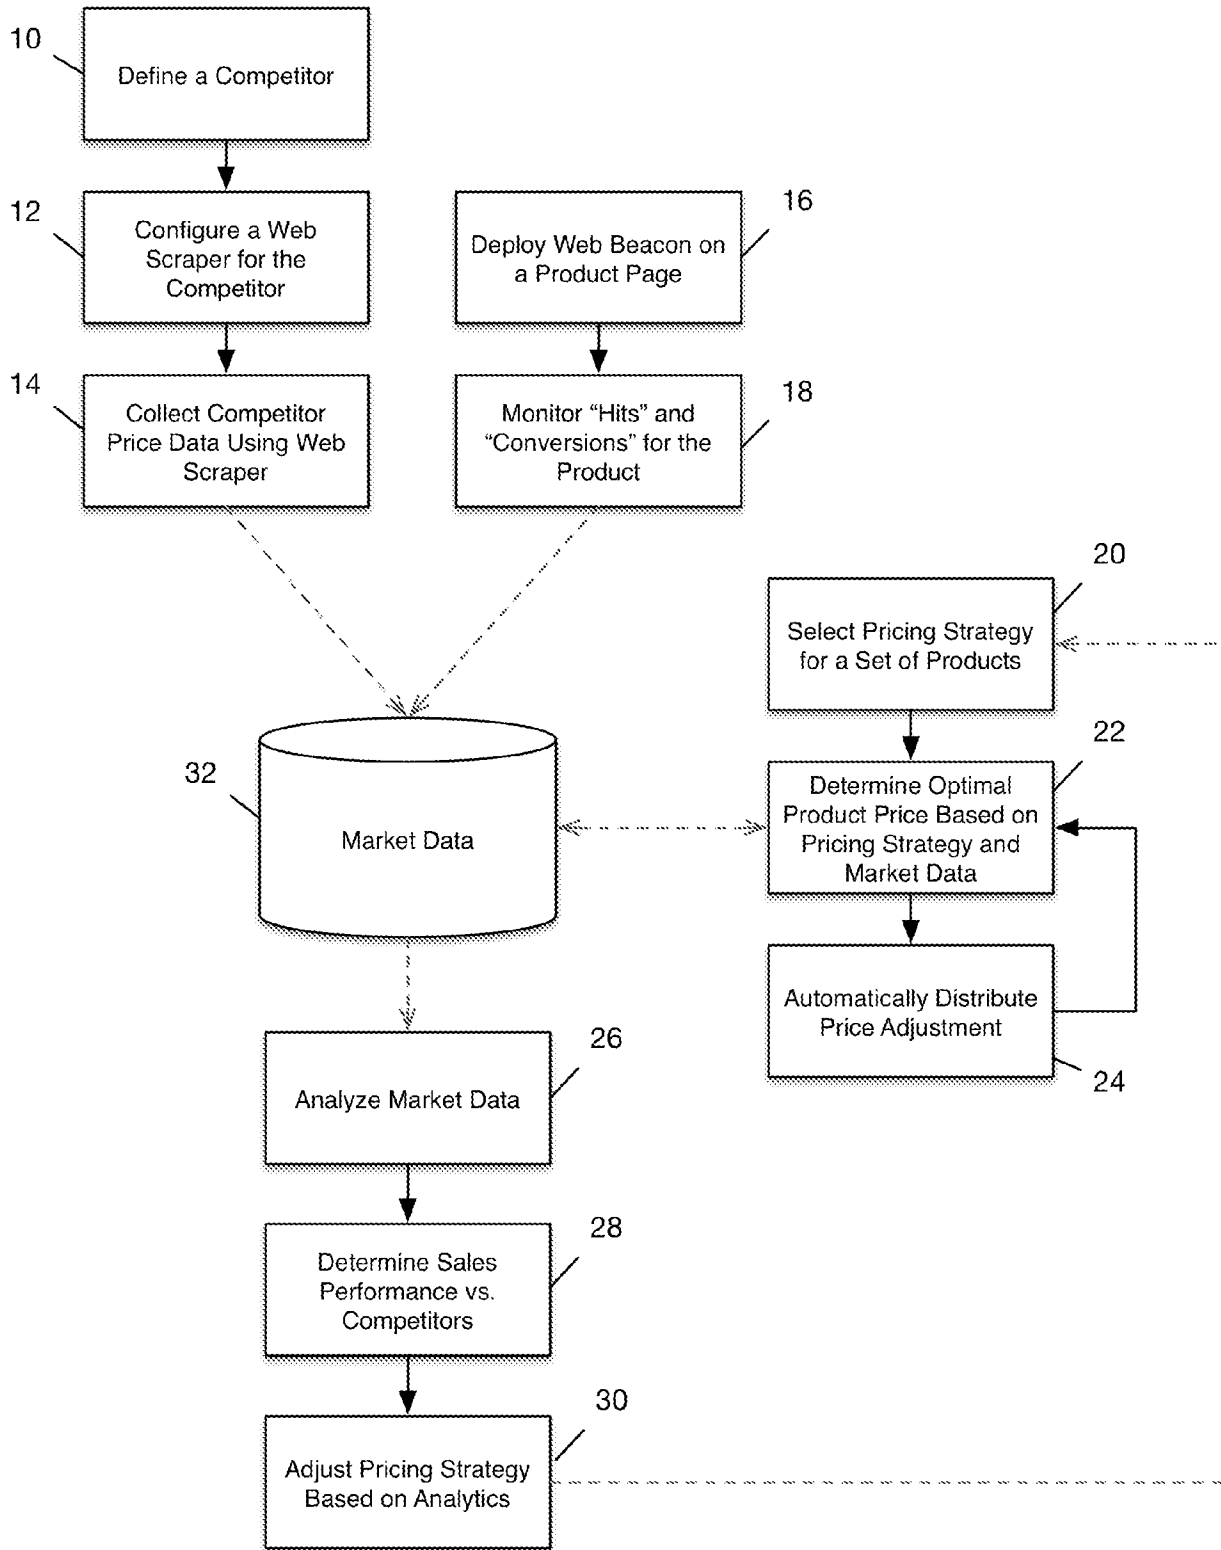 10
Define a Competitor
12
Configure a Web
Scraper for the
Competitor
16
Deploy Web Beacon on
a Product Page
14
Collect Competitor
Price Data Using Web
Scraper
18
Monitor “Hits” and
“Conversions” for the
Product
20
Select Pricing Strategy
for a Set of Products
32
Market Data
22
Determine Optimal
Product Price Based on
Pricing Strategy and
Market Data
Automatically Distribute
Price Adjustment
24
26
Analyze Market Data
28
Determine Sales
Performance vs.
Competitors
30
Adjust Pricing Strategy
Based on Analytics